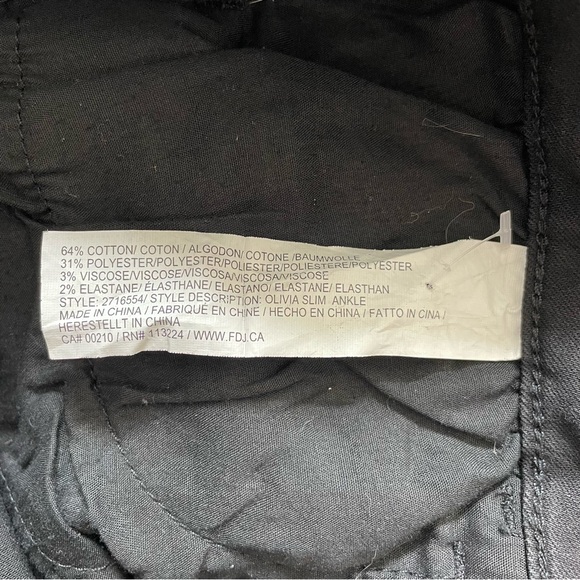 64% COTTON/ COTON / ALGODON/ COTONE /BAUMWOLLE
31% POLYESTER/POLYESTER/POLIESTER/POLIESTERE/POLYESTER
3% VISCOSE/VISCOSE/VISCOSA/VISCOSA/VISCOSE
2% ELASTANE/ ÉLASTHANE/ ELASTANO/ ELASTANE/ ELASTHAN
STYLE: 2716554/ STYLE DESCRIPTION: OLIVIA SLIM ANKLE
MADE IN CHINA / FABRIQUÉ EN CHINE / HECHO EN CHINA / FATTO IN CINA /
HERESTELLT IN CHINA
CA# 00210 / RN# 113224 / WWW.FDJ.CA